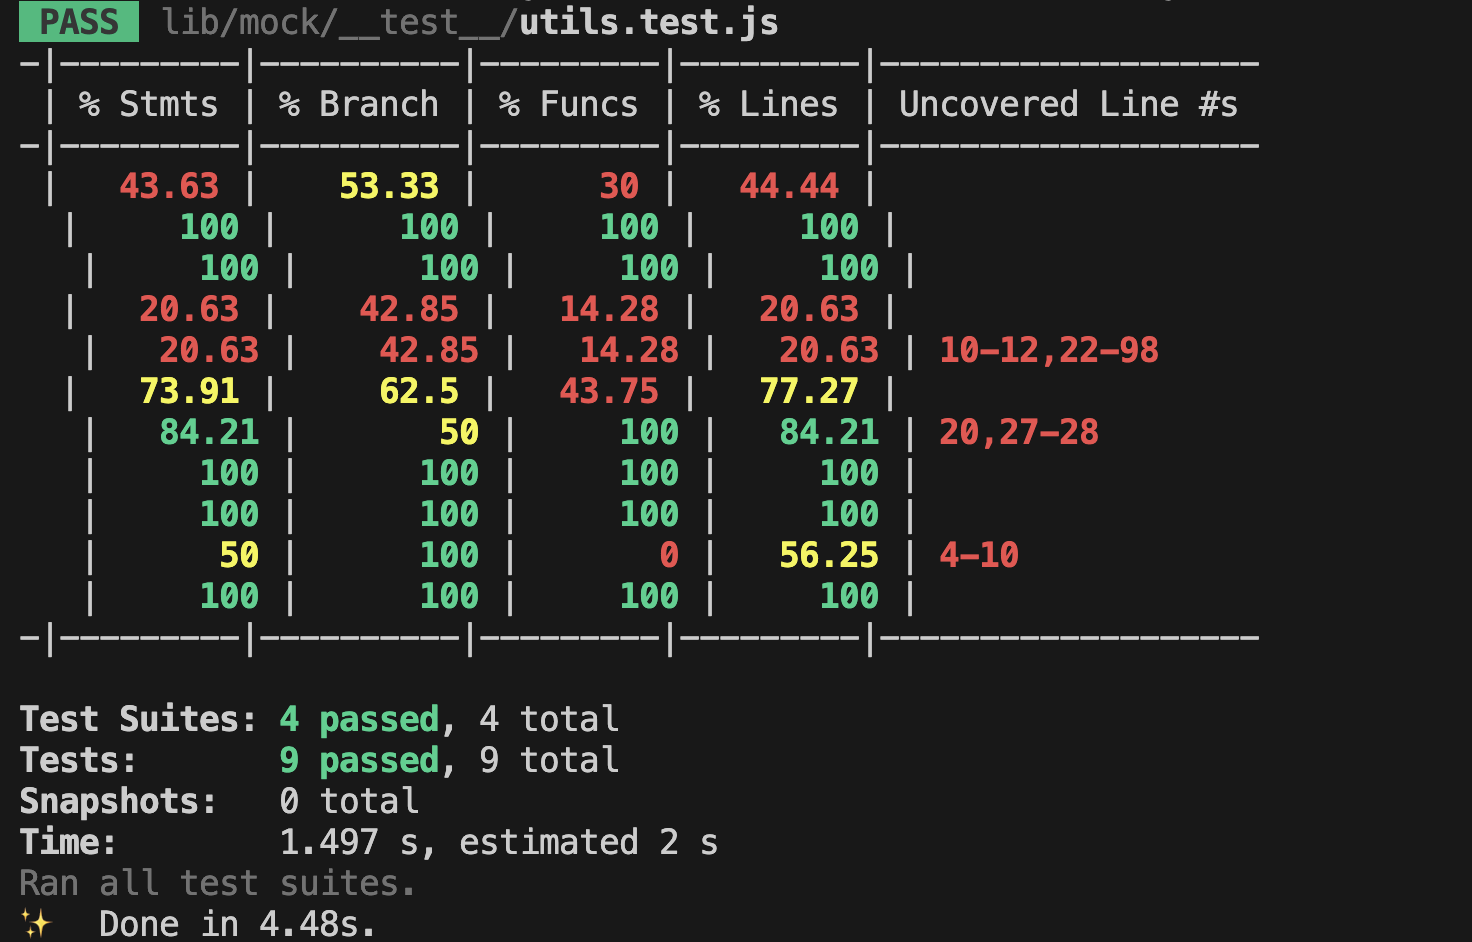 PASS lib/mock/__test__/utils.test.js
-|---------|----------|---------|---------|-------------------
 | % Stmts | % Branch | % Funcs | % Lines | Uncovered Line #s
-|---------|----------|---------|---------|-------------------
 |   43.63 |    53.33 |      30 |   44.44 |
  |     100 |      100 |     100 |     100 |
   |     100 |      100 |     100 |     100 |
  |   20.63 |    42.85 |   14.28 |   20.63 |
   |   20.63 |    42.85 |   14.28 |   20.63 | 10-12,22-98
  |   73.91 |     62.5 |   43.75 |   77.27 |
   |   84.21 |       50 |     100 |   84.21 | 20,27-28
   |     100 |      100 |     100 |     100 |
   |     100 |      100 |     100 |     100 |
   |      50 |      100 |       0 |   56.25 | 4-10
   |     100 |      100 |     100 |     100 |
-|---------|----------|---------|---------|-------------------
Test Suites: 4 passed, 4 total
Tests:       9 passed, 9 total
Snapshots:   0 total
Time:        1.497 s, estimated 2 s
Ran all test suites.
✨  Done in 4.48s.